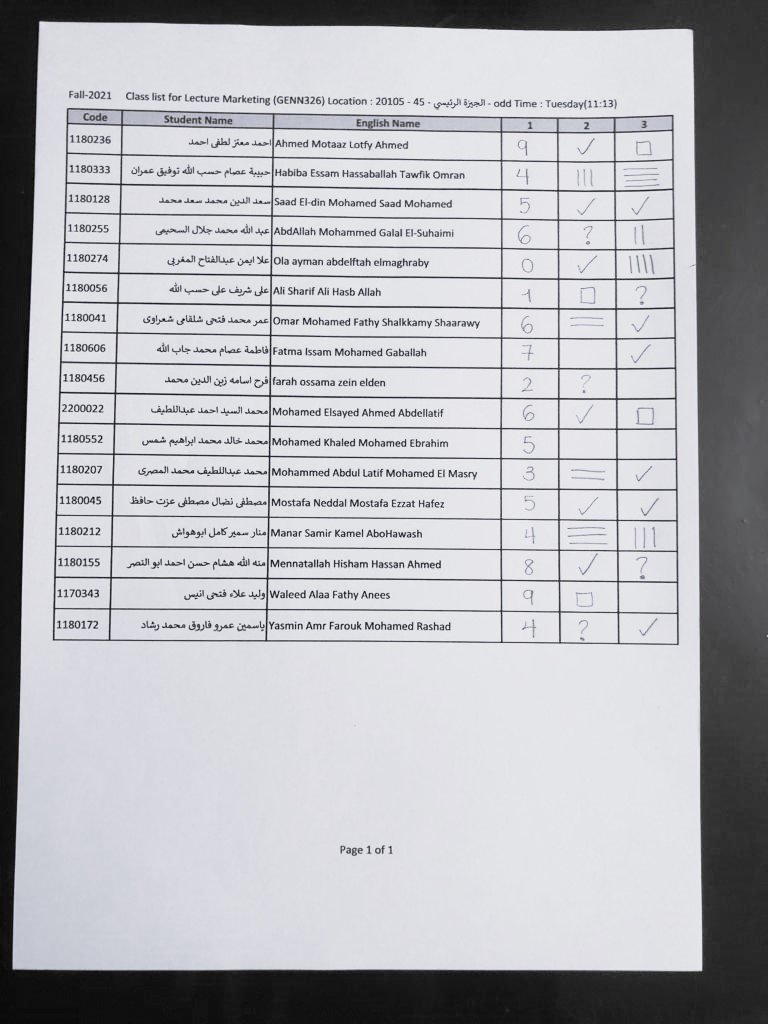 Fall-2021 Class list for Lecture Marketing (GENN326) Location : 20105 - 45 - الجيزة الرئيسي - odd Time : Tuesday(11:13)
Code Student Name English Name 1 2 3
1180236 احمد معتز لطفى احمد Ahmed Motaaz Lotfy Ahmed 9 ✓ □
1180333 حبيبة عصام حسب الله توفيق عمران Habiba Essam Hassaballah Tawfik Omran 4 ||| ☰
1180128 سعد الدين محمد سعد محمد Saad El-din Mohamed Saad Mohamed 5 ✓ ✓
1180255 عبد الله محمد جلال السحيمى AbdAllah Mohammed Galal El-Suhaimi 6 ? ||
1180274 علا ايمن عبدالفتاح المغربى Ola ayman abdelftah elmaghraby 0 ✓ ||||
1180056 على شريف على حسب الله Ali Sharif Ali Hasb Allah 1 □ ?
1180041 عمر محمد فتحى شلقامى شعراوى Omar Mohamed Fathy Shalkkamy Shaarawy 6 = ✓
1180606 فاطمة عصام محمد جاب الله Fatma Issam Mohamed Gaballah 7 ✓
1180456 فرح اسامه زين الدين محمد farah ossama zein elden 2 ?
2200022 محمد السيد احمد عبداللطيف Mohamed Elsayed Ahmed Abdellatif 6 ✓ □
1180552 محمد خالد محمد ابراهيم شمس Mohamed Khaled Mohamed Ebrahim 5
1180207 محمد عبداللطيف محمد المصرى Mohammed Abdul Latif Mohamed El Masry 3 = ✓
1180045 مصطفى نضال مصطفى عزت حافظ Mostafa Neddal Mostafa Ezzat Hafez 5 ✓ ✓
1180212 منار سمير كامل ابوهواش Manar Samir Kamel AboHawash 4 ☰ |||
1180155 منه الله هشام حسن احمد ابو النصر Mennatallah Hisham Hassan Ahmed 8 ✓ ?
1170343 وليد علاء فتحى انيس Waleed Alaa Fathy Anees 9 □
1180172 ياسمين عمرو فاروق محمد رشاد Yasmin Amr Farouk Mohamed Rashad 4 ? ✓
Page 1 of 1